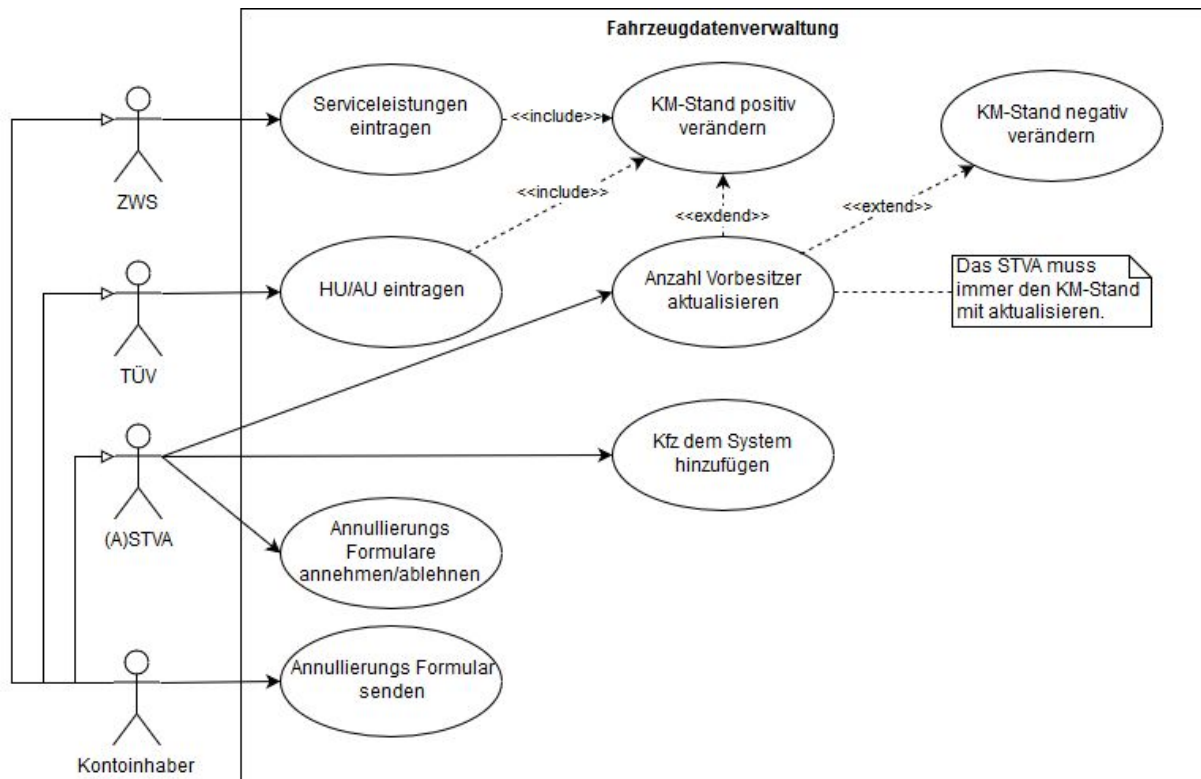 Fahrzeugdatenverwaltung
Serviceleistungen
eintragen
<<include>>
KM-Stand positiv
verändern
KM-Stand negativ
verändern
ZWS
<<include>>
<<exdend>>
<<extend>>
HU/AU eintragen
Anzahl Vorbesitzer
aktualisieren
Das STVA muss
immer den KM-Stand
mit aktualisieren.
TÜV
Kfz dem System
hinzufügen
(A)STVA
Annullierungs
Formulare
annehmen/ablehnen
Annullierungs Formular
senden
Kontoinhaber